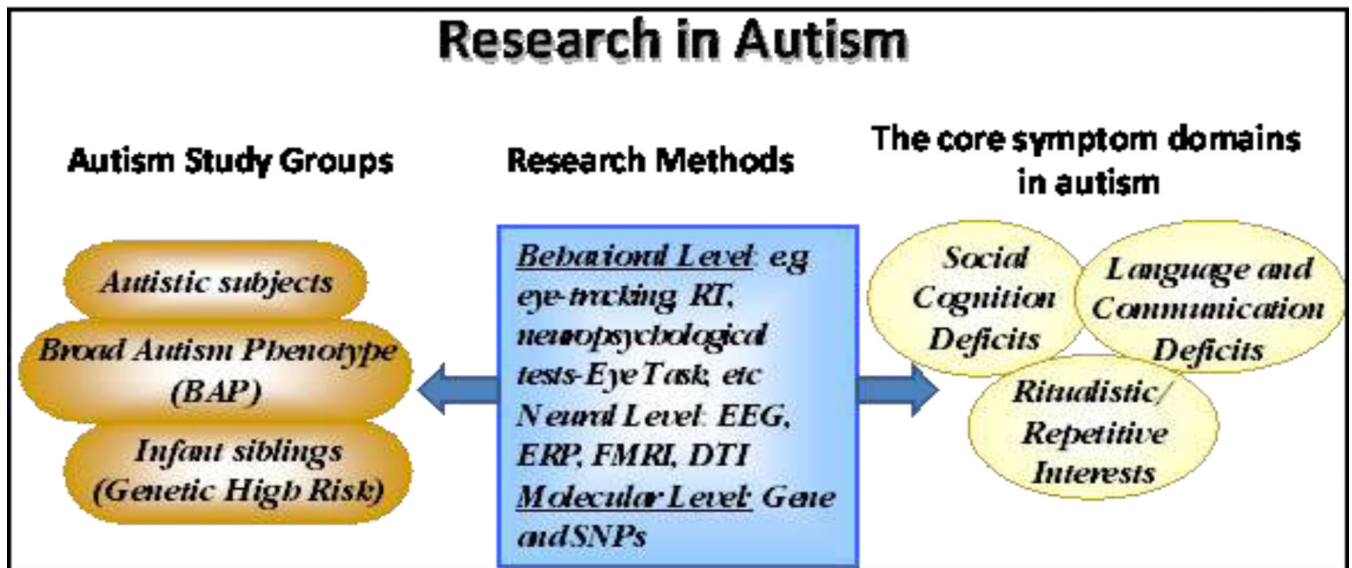 Research in Autism
Autism Study Groups
Autistic subjects
Broad Autism Phenotype
(BAP)
Infant siblings
(Genetic High Risk)
Research Methods
Behavioral Level: e.g
eye-tracking, RT,
neuropsychological
tests-Eye Task, etc
Neural Level: EEG,
ERP, FMRI, DTI
Molecular Level: Gene
and SNPs
The core symptom domains
in autism
Social
Cognition
Deficits
Language and
Communication
Deficits
Ritualistic/
Repetitive
Interests